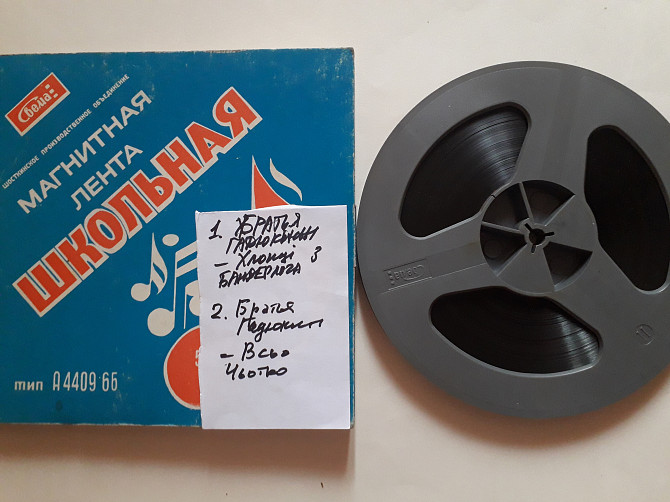 Свема
ШОСТКИНСКОЕ ПРОИЗВОДСТВЕННОЕ ОБЪЕДИНЕНИЕ
МАГНИТНАЯ
ЛЕНТА
ШКОЛЬНАЯ
тип А4409 6Б
1. БРАТЬЯ
ГАДЮКИНЫ
– Хлопці з
БАНДЕРЛОГА
2. Братья
Гадюкины
– Всьо
Чьотко
Свема